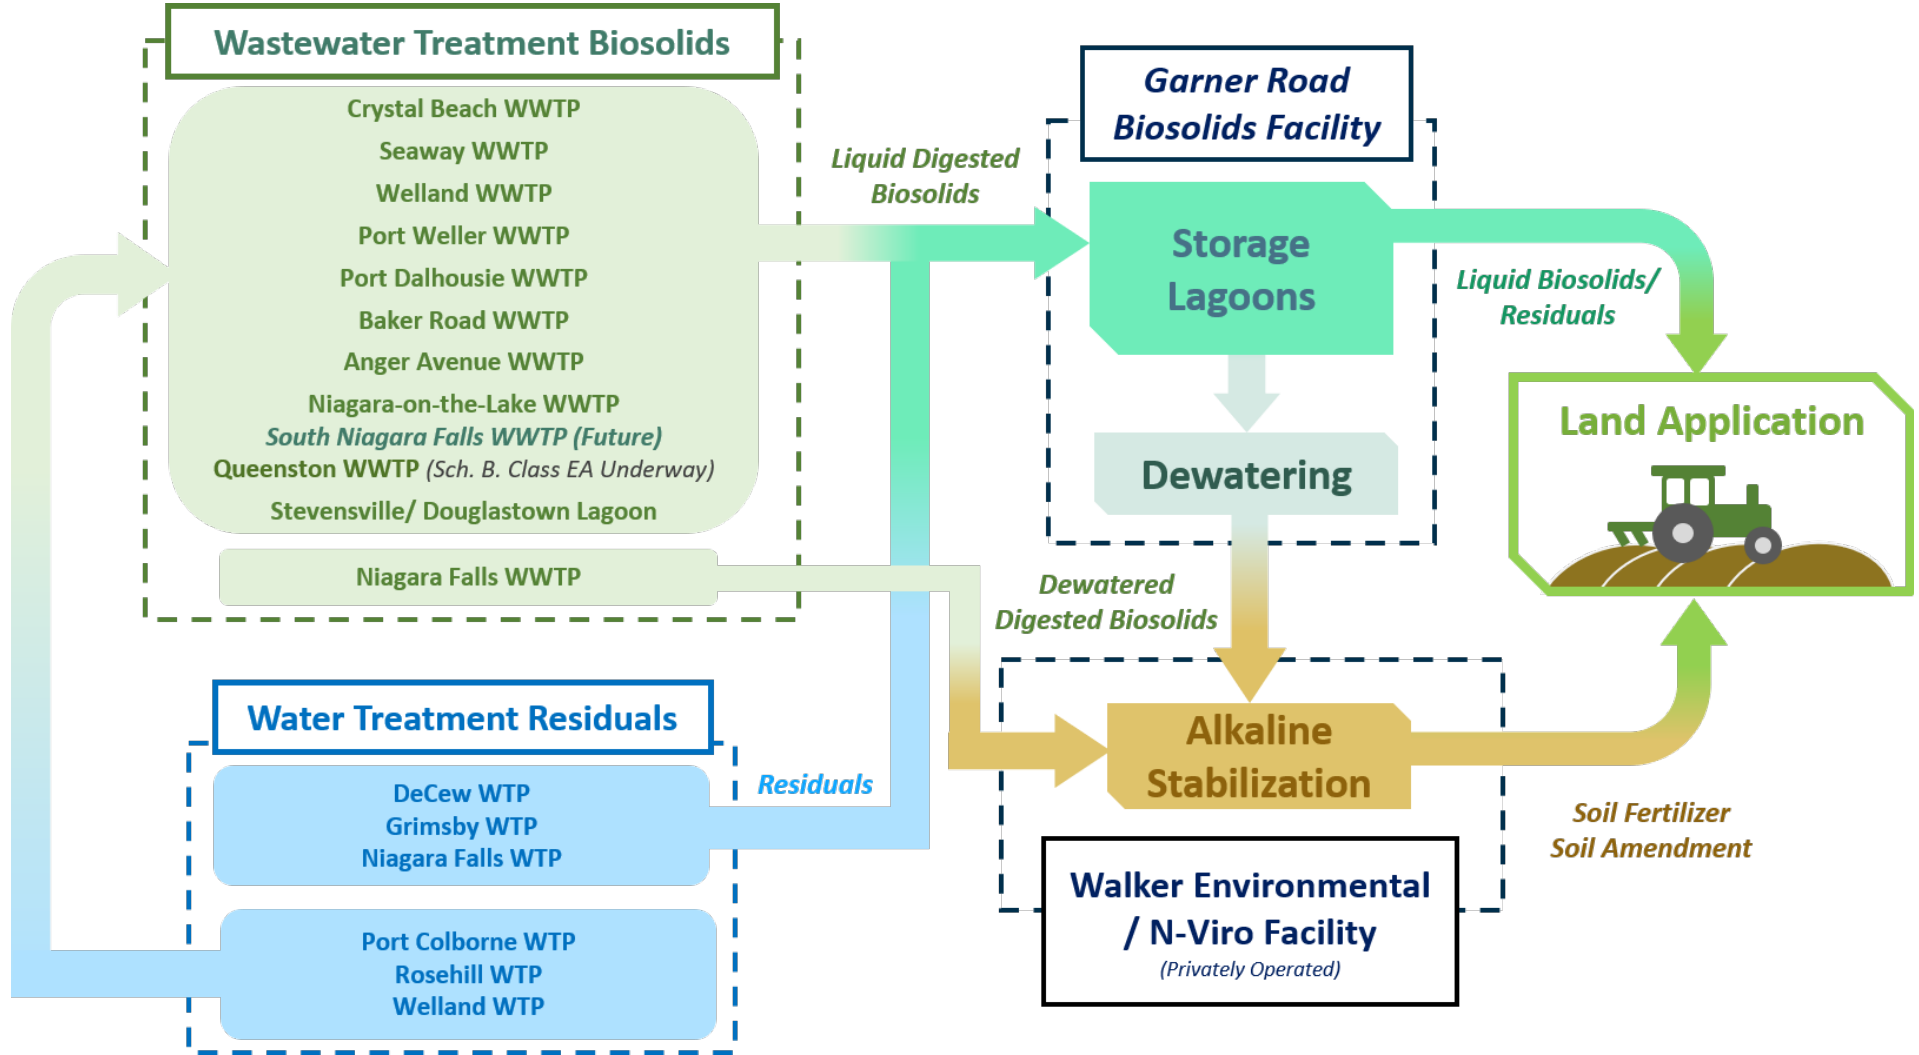 Wastewater Treatment Biosolids
Crystal Beach WWTP
Seaway WWTP
Welland WWTP
Port Weller WWTP
Port Dalhousie WWTP
Baker Road WWTP
Anger Avenue WWTP
Niagara-on-the-Lake WWTP
South Niagara Falls WWTP (Future)
Queenston WWTP (Sch. B. Class EA Underway)
Stevensville/ Douglastown Lagoon
Niagara Falls WWTP
Water Treatment Residuals
DeCew WTP
Grimsby WTP
Niagara Falls WTP
Port Colborne WTP
Rosehill WTP
Welland WTP
Liquid Digested
Biosolids
Residuals
Garner Road
Biosolids Facility
Storage
Lagoons
Dewatering
Dewatered
Digested Biosolids
Alkaline
Stabilization
Walker Environmental
/ N-Viro Facility
(Privately Operated)
Liquid Biosolids/
Residuals
Land Application
Soil Fertilizer
Soil Amendment